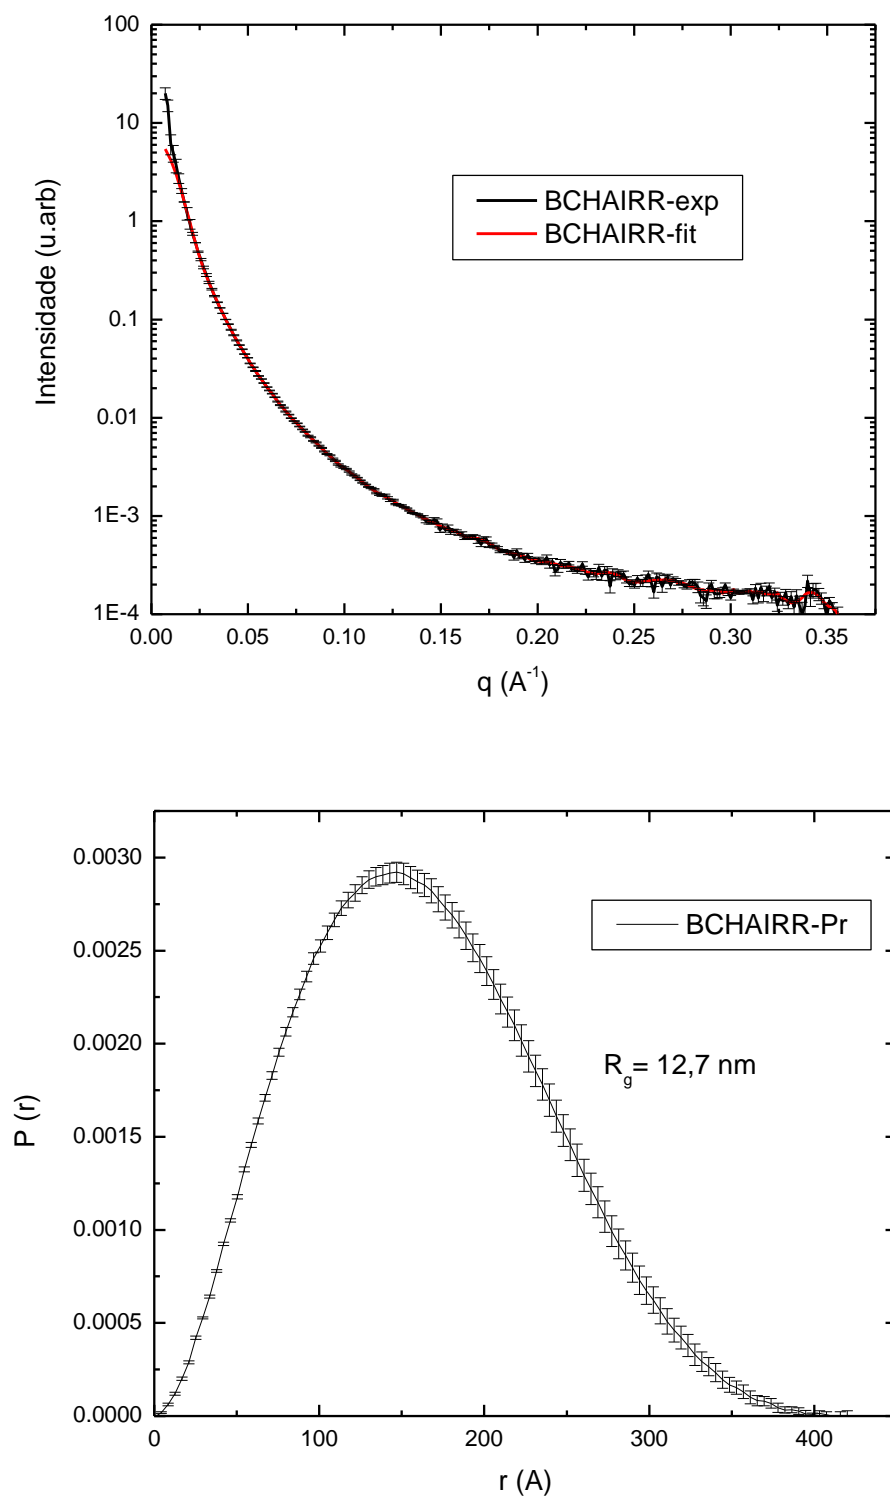 100
10
1
0.1
0.01
1E-3
1E-4
Intensidade (u.arb)
BCHAIRR-exp
BCHAIRR-fit
0.00 0.05 0.10 0.15 0.20 0.25 0.30 0.35
q (A⁻¹)
0.0030
0.0025
0.0020
0.0015
0.0010
0.0005
0.0000
P (r)
BCHAIRR-Pr
R_g= 12,7 nm
0 100 200 300 400
r (A)